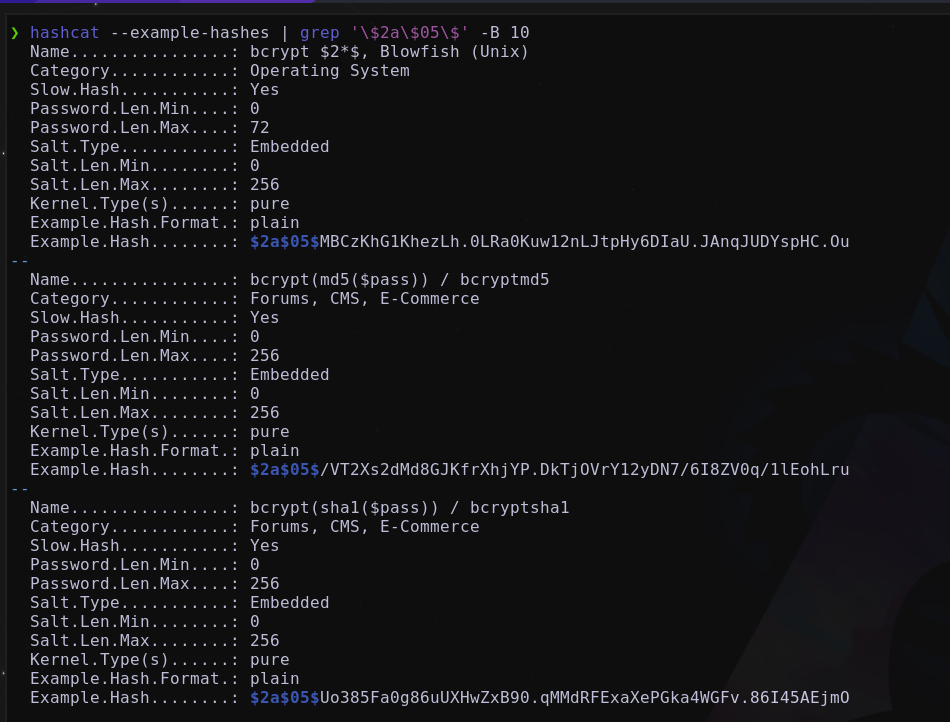 ❯ hashcat --example-hashes | grep '\$2a\$05\$' -B 10
Name................: bcrypt $2*$, Blowfish (Unix)
Category............: Operating System
Slow.Hash...........: Yes
Password.Len.Min....: 0
Password.Len.Max....: 72
Salt.Type...........: Embedded
Salt.Len.Min........: 0
Salt.Len.Max........: 256
Kernel.Type(s)......: pure
Example.Hash.Format.: plain
Example.Hash........: $2a$05$MBCzKhG1KhezLh.0LRa0Kuw12nLJtpHy6DIaU.JAnqJUDYspHC.Ou
--
Name................: bcrypt(md5($pass)) / bcryptmd5
Category............: Forums, CMS, E-Commerce
Slow.Hash...........: Yes
Password.Len.Min....: 0
Password.Len.Max....: 256
Salt.Type...........: Embedded
Salt.Len.Min........: 0
Salt.Len.Max........: 256
Kernel.Type(s)......: pure
Example.Hash.Format.: plain
Example.Hash........: $2a$05$/VT2Xs2dMd8GJKfrXhjYP.DkTjOVrY12yDN7/6I8ZV0q/1lEohLru
--
Name................: bcrypt(sha1($pass)) / bcryptsha1
Category............: Forums, CMS, E-Commerce
Slow.Hash...........: Yes
Password.Len.Min....: 0
Password.Len.Max....: 256
Salt.Type...........: Embedded
Salt.Len.Min........: 0
Salt.Len.Max........: 256
Kernel.Type(s)......: pure
Example.Hash.Format.: plain
Example.Hash........: $2a$05$Uo385Fa0g86uUXHwZxB90.qMMdRFExaXePGka4WGFv.86I45AEjmO